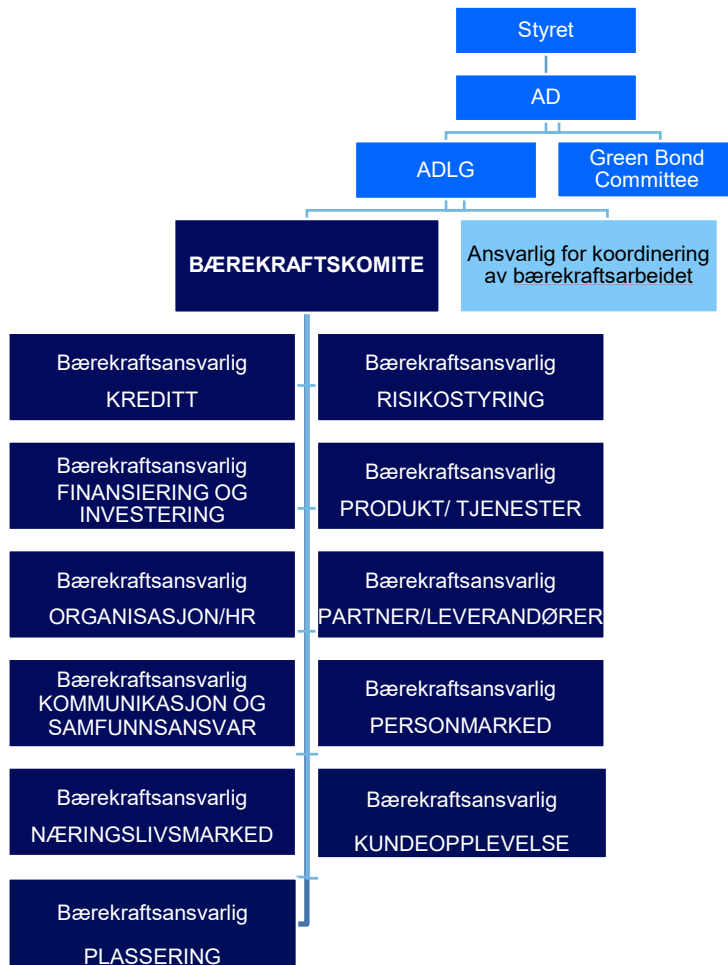 Styret
AD
ADLG
Green Bond
Committee
BÆREKRAFTSKOMITE
Ansvarlig for koordinering
av bærekraftsarbeidet
Bærekraftsansvarlig
KREDITT
Bærekraftsansvarlig
RISIKOSTYRING
Bærekraftsansvarlig
FINANSIERING OG
INVESTERING
Bærekraftsansvarlig
PRODUKT/ TJENESTER
Bærekraftsansvarlig
ORGANISASJON/HR
Bærekraftsansvarlig
PARTNER/LEVERANDØRER
Bærekraftsansvarlig
KOMMUNIKASJON OG
SAMFUNNSANSVAR
Bærekraftsansvarlig
PERSONMARKED
Bærekraftsansvarlig
NÆRINGSLIVSMARKED
Bærekraftsansvarlig
KUNDEOPPLEVELSE
Bærekraftsansvarlig
PLASSERING